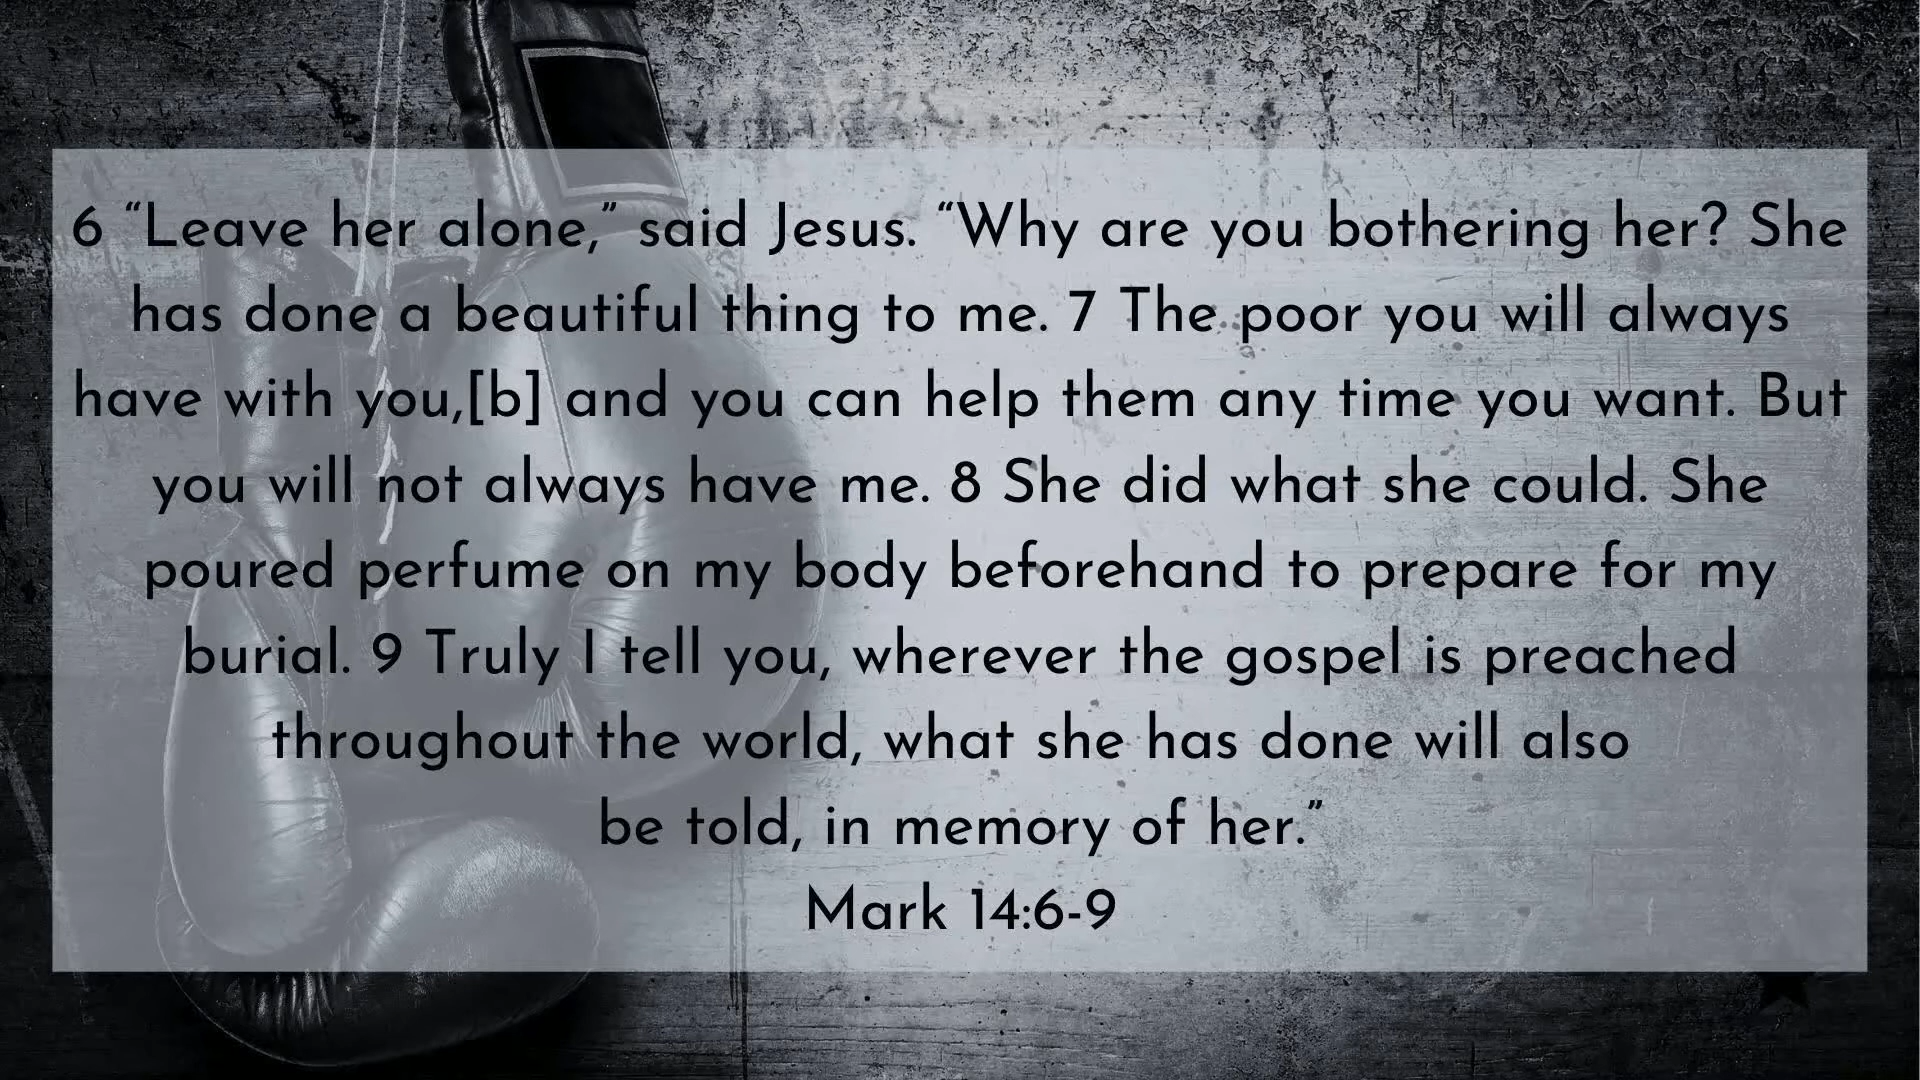 6 “Leave her alone,” said Jesus. “Why are you bothering her? She
has done a beautiful thing to me. 7 The poor you will always
have with you,[b] and you can help them any time you want. But
you will not always have me. 8 She did what she could. She
poured perfume on my body beforehand to prepare for my
burial. 9 Truly I tell you, wherever the gospel is preached
throughout the world, what she has done will also
be told, in memory of her.”
Mark 14:6-9